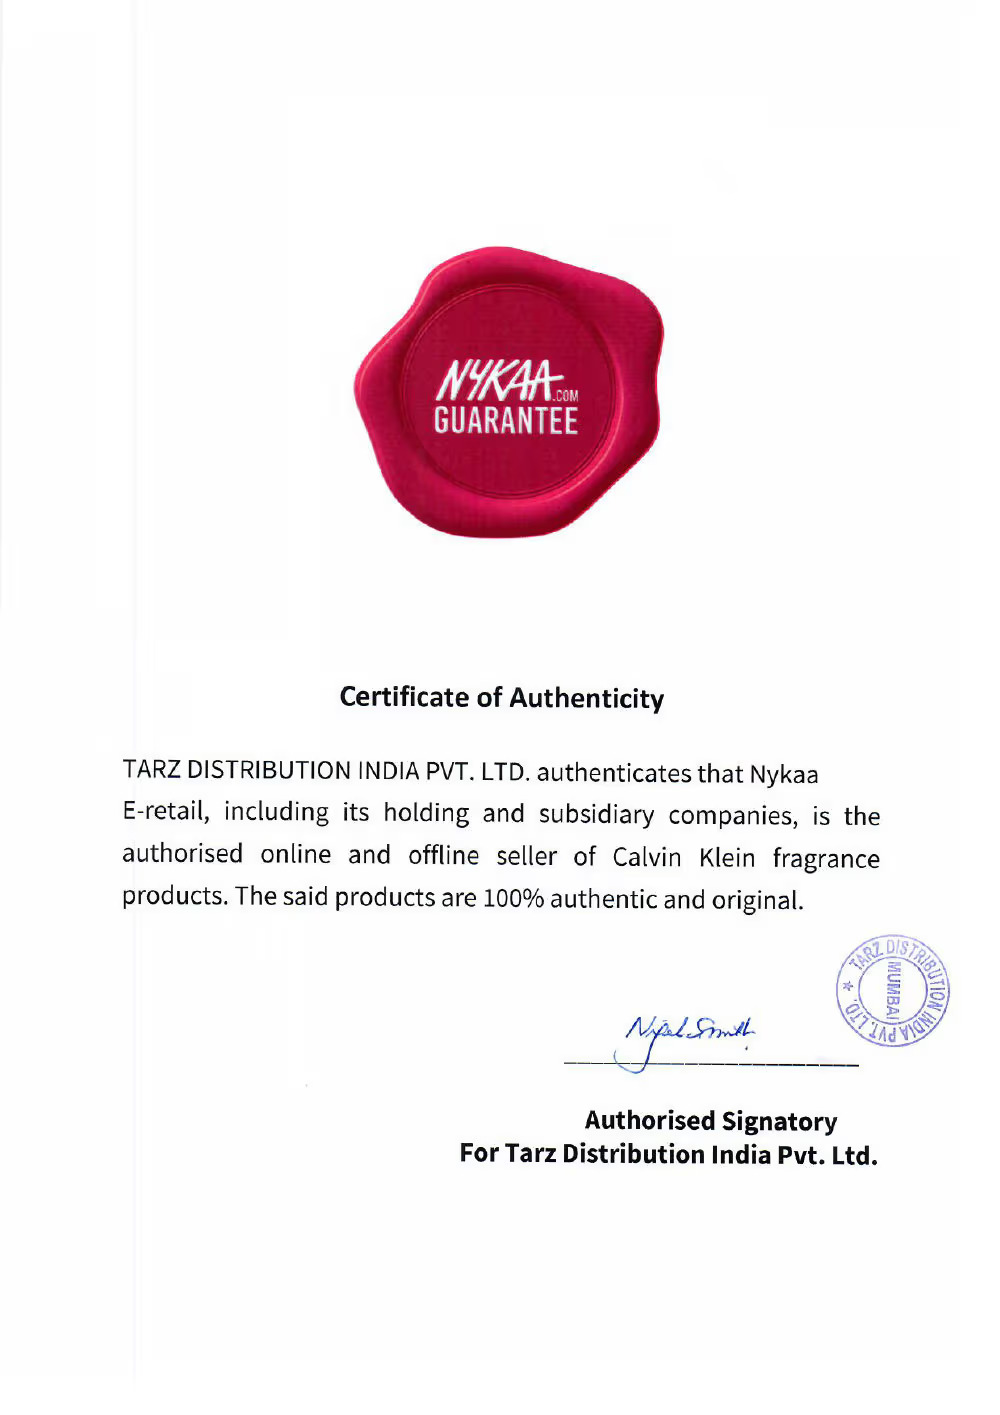 NYKAA.COM
GUARANTEE
Certificate of Authenticity
TARZ DISTRIBUTION INDIA PVT. LTD. authenticates that Nykaa
E-retail, including its holding and subsidiary companies, is the
authorised online and offline seller of Calvin Klein fragrance
products. The said products are 100% authentic and original.
★ TARZ DISTRIBUTION INDIA PVT. LTD.
MUMBAI
Authorised Signatory
For Tarz Distribution India Pvt. Ltd.